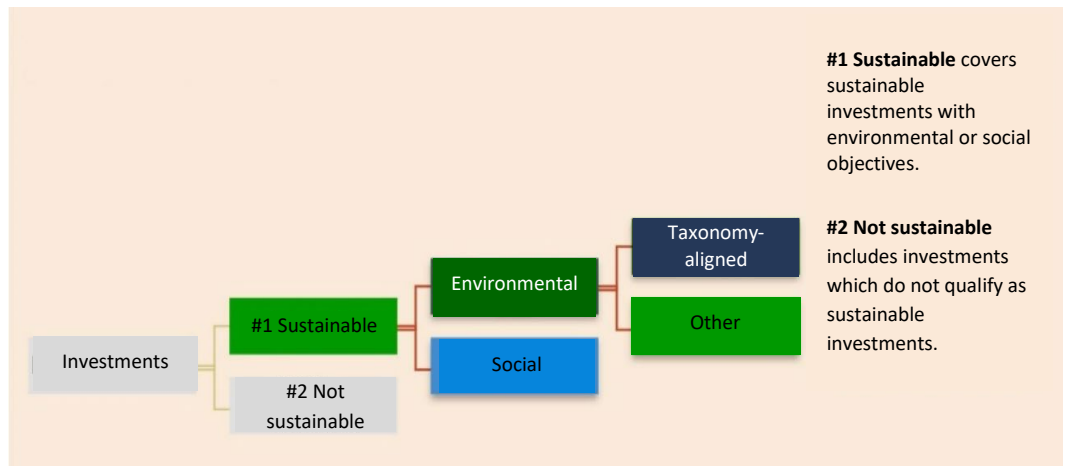 #1 Sustainable covers
sustainable
investments with
environmental or social
objectives.
#2 Not sustainable
includes investments
which do not qualify as
sustainable
investments.
Taxonomy-
aligned
Environmental
Other
#1 Sustainable
Social
Investments
#2 Not
sustainable